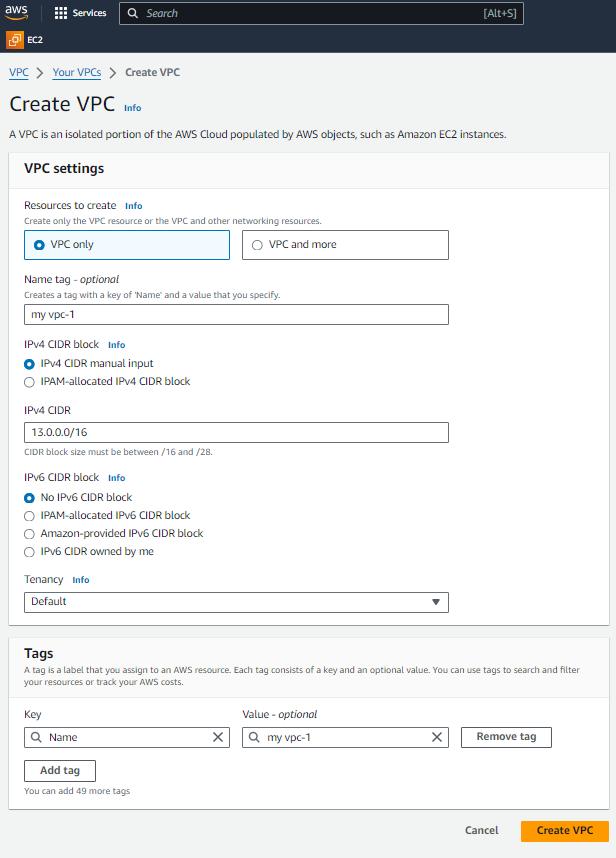 aws
Services
Search
[Alt+S]
EC2
VPC > Your VPCs > Create VPC
Create VPC Info
A VPC is an isolated portion of the AWS Cloud populated by AWS objects, such as Amazon EC2 instances.
VPC settings
Resources to create Info
Create only the VPC resource or the VPC and other networking resources.
VPC only
VPC and more
Name tag - optional
Creates a tag with a key of 'Name' and a value that you specify.
my vpc-1
IPv4 CIDR block Info
IPv4 CIDR manual input
IPAM-allocated IPv4 CIDR block
IPv4 CIDR
13.0.0.0/16
CIDR block size must be between /16 and /28.
IPv6 CIDR block Info
No IPv6 CIDR block
IPAM-allocated IPv6 CIDR block
Amazon-provided IPv6 CIDR block
IPv6 CIDR owned by me
Tenancy Info
Default
Tags
A tag is a label that you assign to an AWS resource. Each tag consists of a key and an optional value. You can use tags to search and filter
your resources or track your AWS costs.
Key
Value - optional
Name
my vpc-1
Remove tag
Add tag
You can add 49 more tags
Cancel
Create VPC